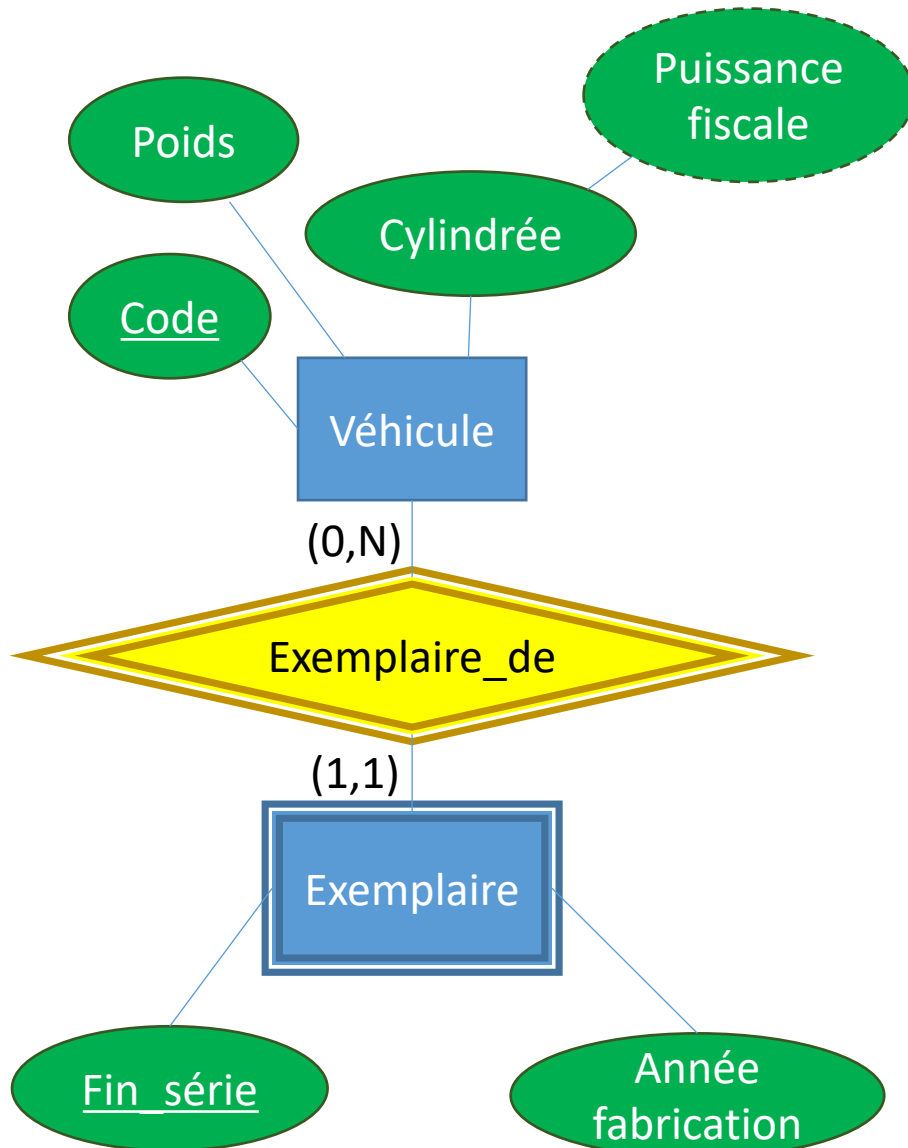 Puissance
fiscale
Poids
Cylindrée
Code
Véhicule
(0,N)
Exemplaire_de
(1,1)
Exemplaire
Fin_série
Année
fabrication